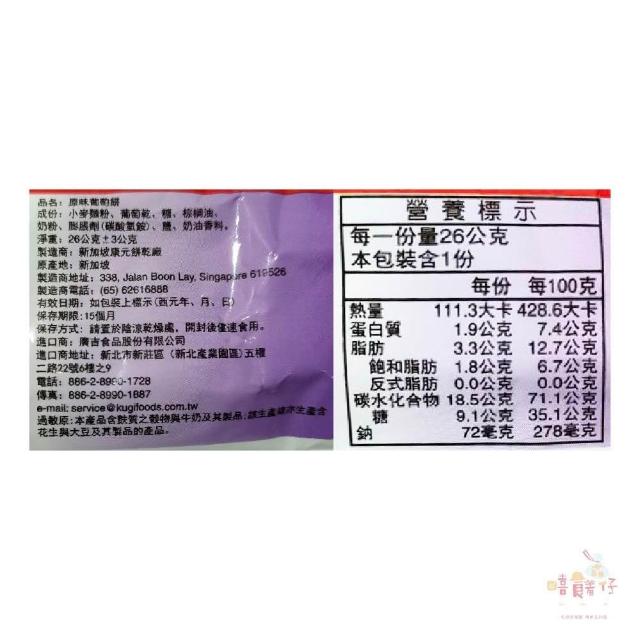 品名：原味葡萄餅
成份：小麥麵粉、葡萄乾、糖、棕櫚油、
奶粉、膨脹劑(碳酸氫銨)、鹽、奶油香料。
淨重：26公克±3公克
製造商：新加坡康元餅乾廠
原產地：新加坡
製造商地址：338, Jalan Boon Lay, Singapure 619526
製造商電話：(65) 62616888
有效日期：如包裝上標示(西元年、月、日)
保存期限:15個月
保存方式：請置於陰涼乾燥處，開封後僅速食用。
進口商：廣吉食品股份有限公司
進口商地址：新北市新莊區（新北產業園區)五權
二路22號6樓之9
電話：886-2-8990-1728
傳真：886-2-8990-1887
e-mail: service@kugifoods.com.tw
過敏原:本產品含麩質之穀物與牛奶及其製品;該生產線亦生產含
花生與大豆及其製品的產品。
營養標示
每一份量26公克
本包裝含1份
每份 每100克
熱量 111.3大卡 428.6大卡
蛋白質 1.9公克 7.4公克
脂肪 3.3公克 12.7公克
飽和脂肪 1.8公克 6.7公克
反式脂肪 0.0公克 0.0公克
碳水化合物 18.5公克 71.1公克
糖 9.1公克 35.1公克
鈉 72毫克 278毫克